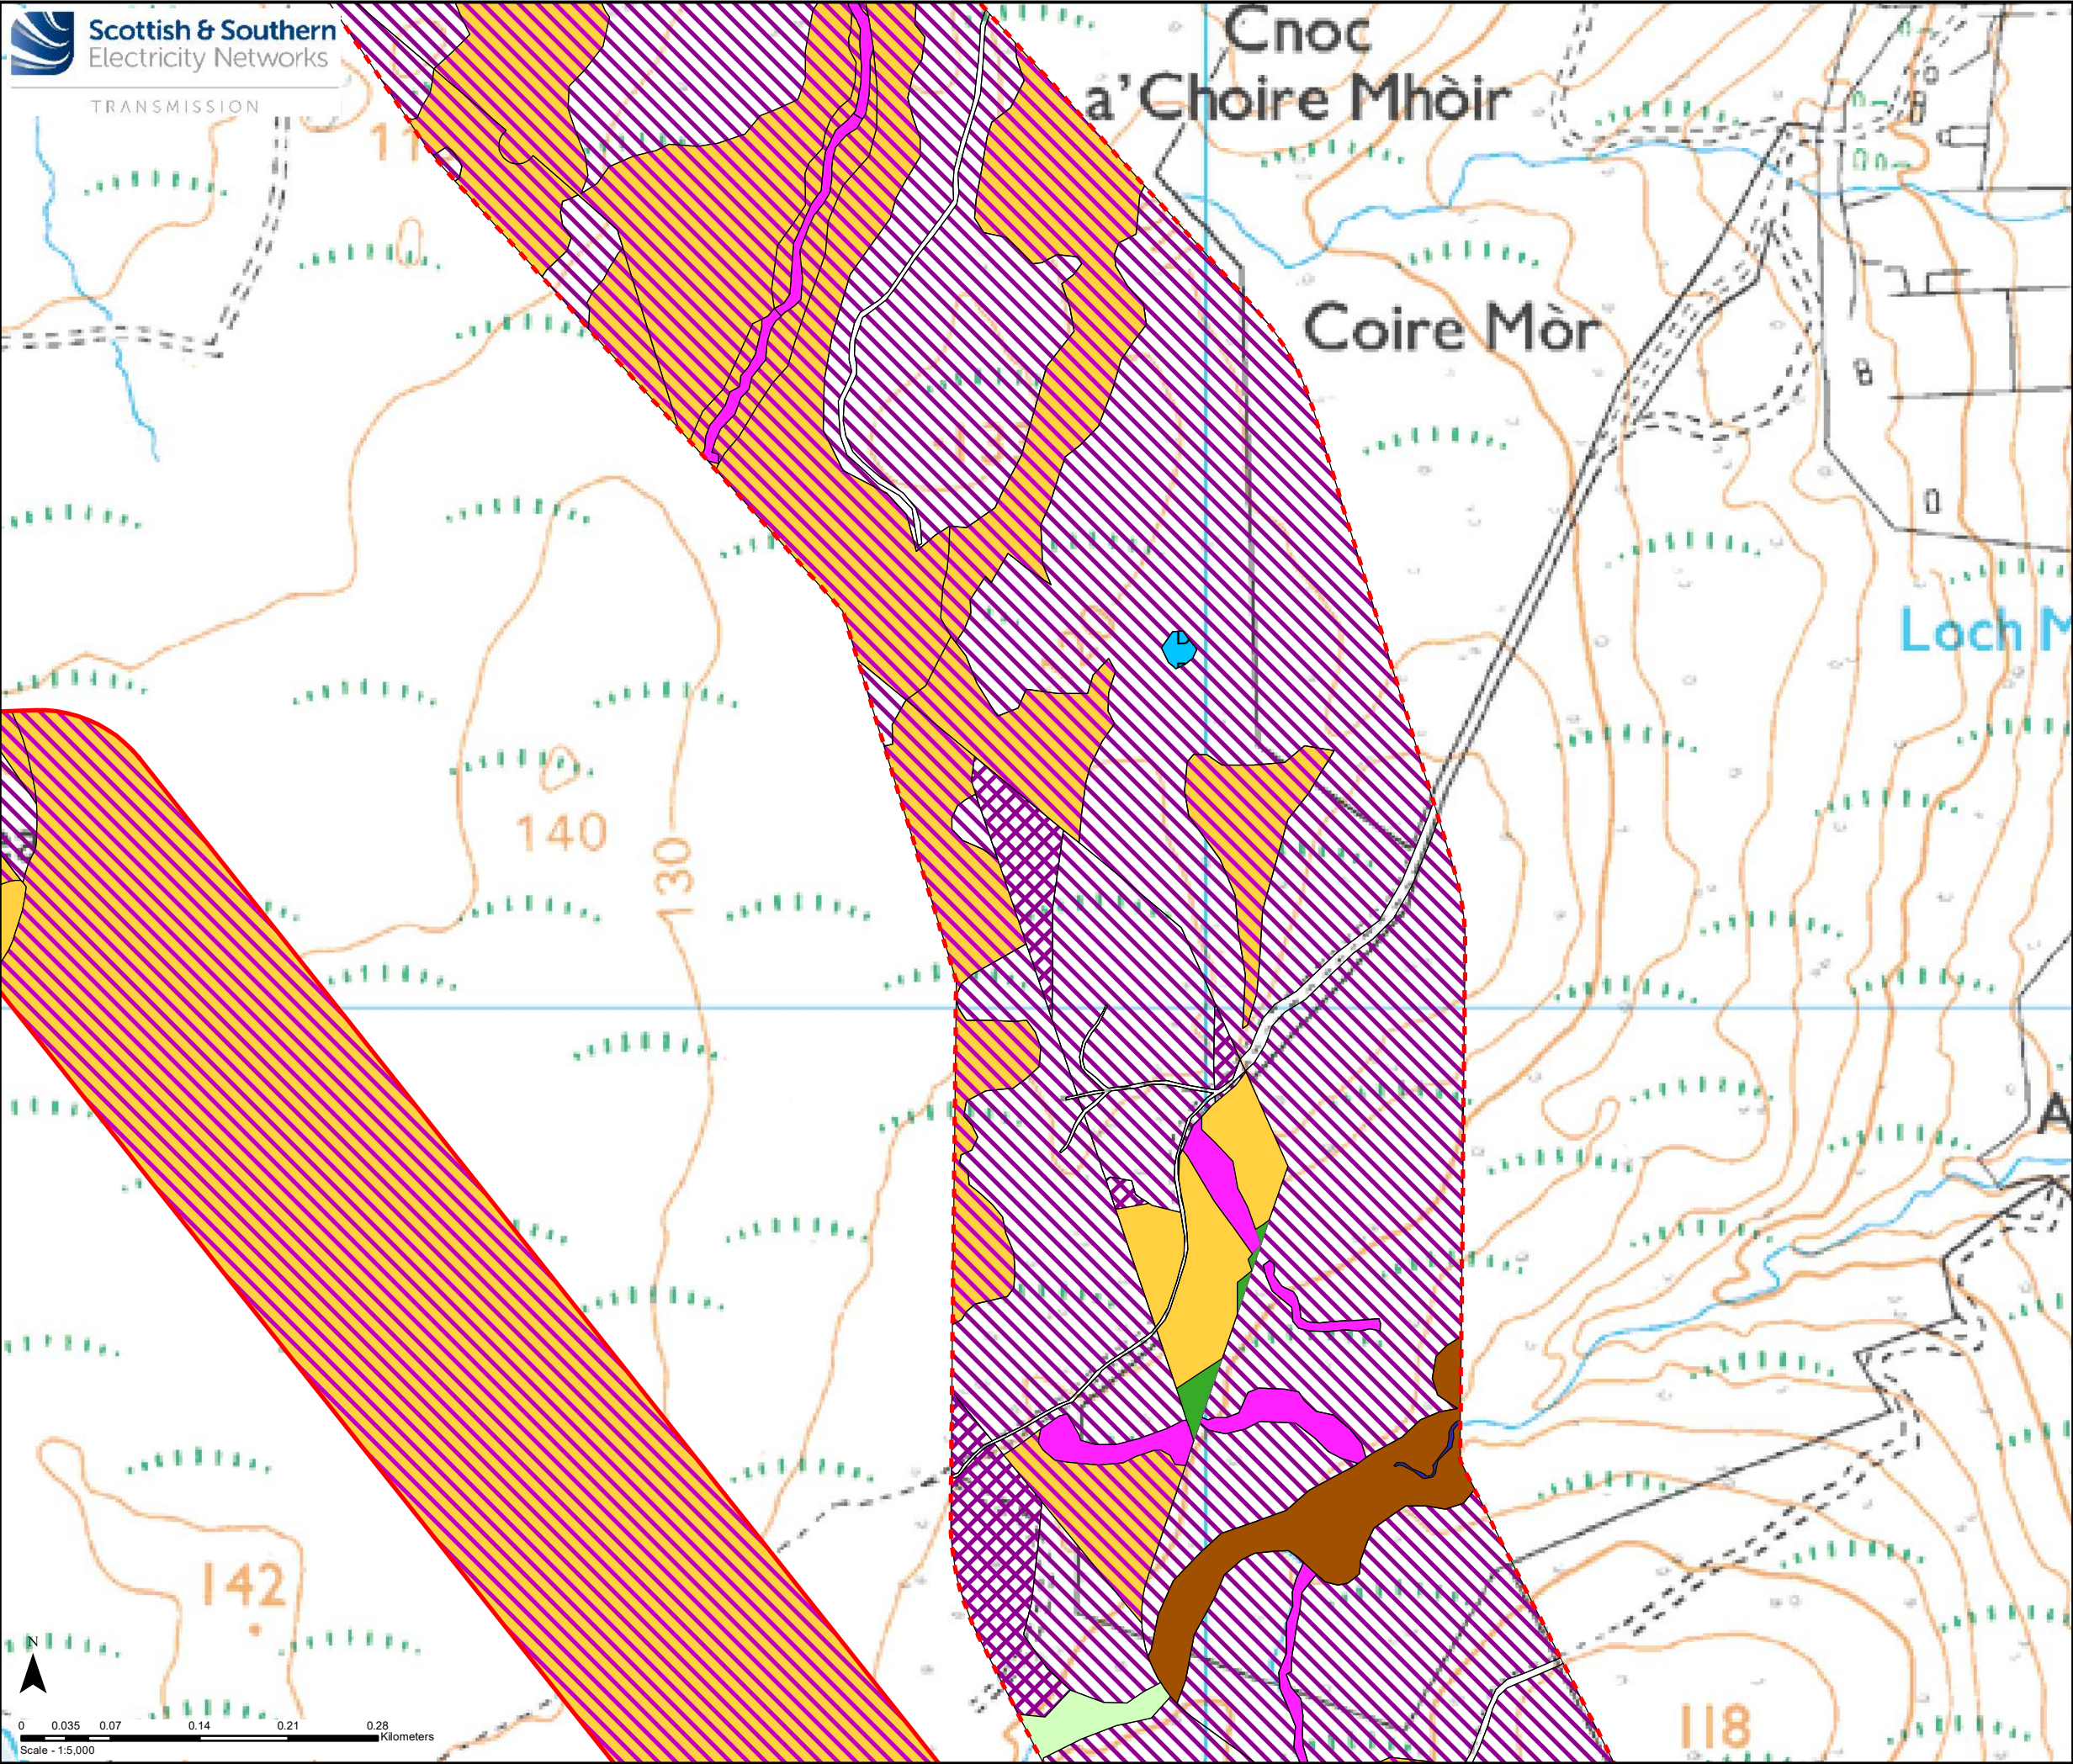 Scottish & Southern
Electricity Networks
TRANSMISSION
Cnoc
a'Choire Mhòir
Coire Mòr
Loch M
140
130
A
142
118
N
0 0.035 0.07 0.14 0.21 0.28
Kilometers
Scale - 1:5,000